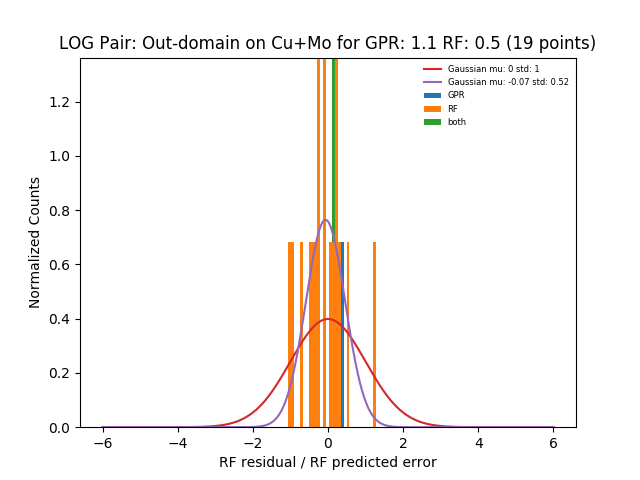 LOG Pair: Out-domain on Cu+Mo for GPR: 1.1 RF: 0.5 (19 points)
Gaussian mu: 0 std: 1
Gaussian mu: -0.07 std: 0.52
GPR
RF
both
Normalized Counts
1.2
1.0
0.8
0.6
0.4
0.2
0.0
−6 −4 −2 0 2 4 6
RF residual / RF predicted error